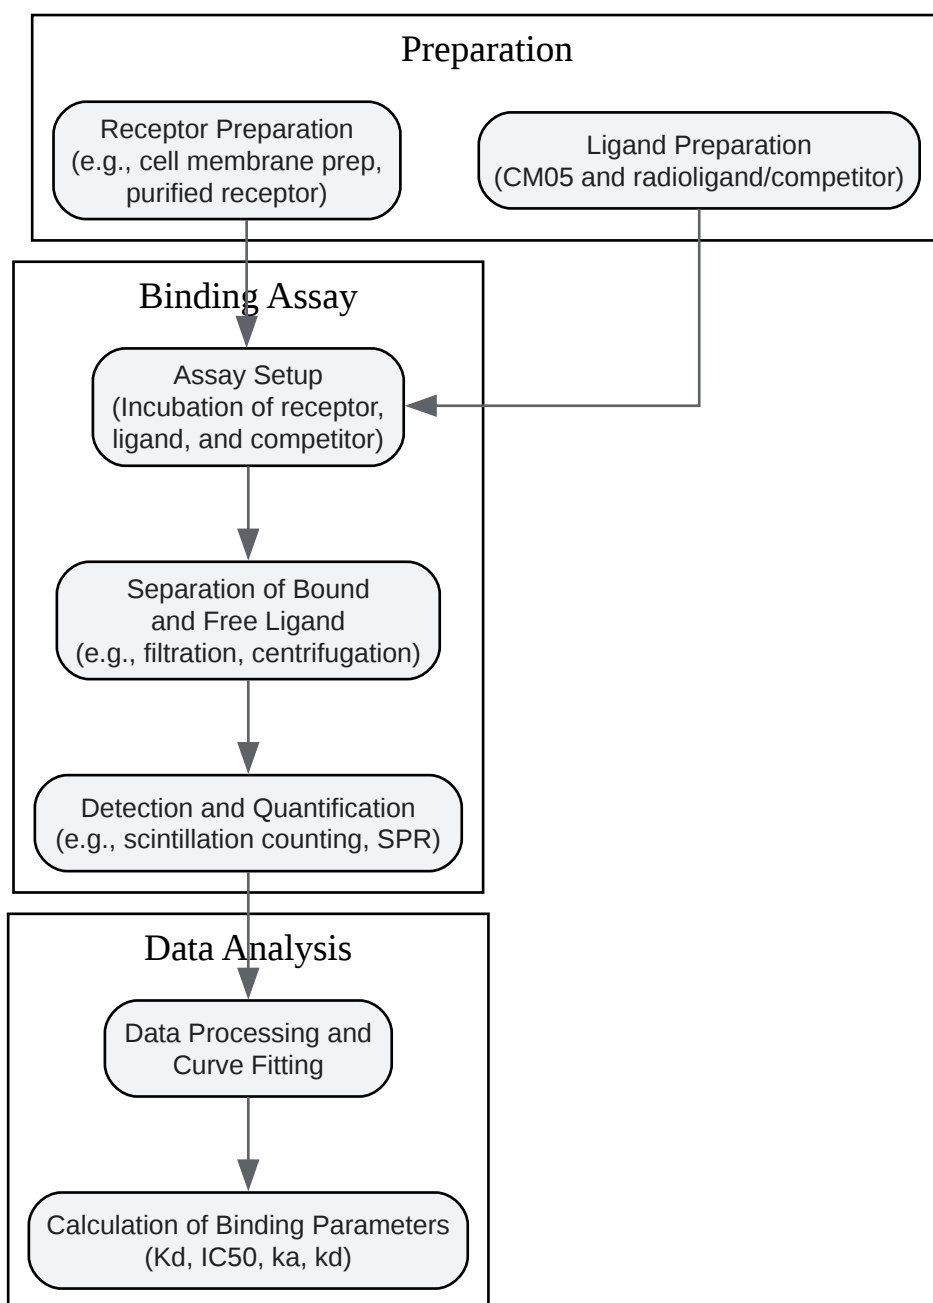 Preparation
Receptor Preparation
(e.g., cell membrane prep,
purified receptor)
Ligand Preparation
(CM05 and radioligand/competitor)
Binding Assay
Assay Setup
(Incubation of receptor,
ligand, and competitor)
Separation of Bound
and Free Ligand
(e.g., filtration, centrifugation)
Detection and Quantification
(e.g., scintillation counting, SPR)
Data Analysis
Data Processing and
Curve Fitting
Calculation of Binding Parameters
(Kd, IC50, ka, kd)